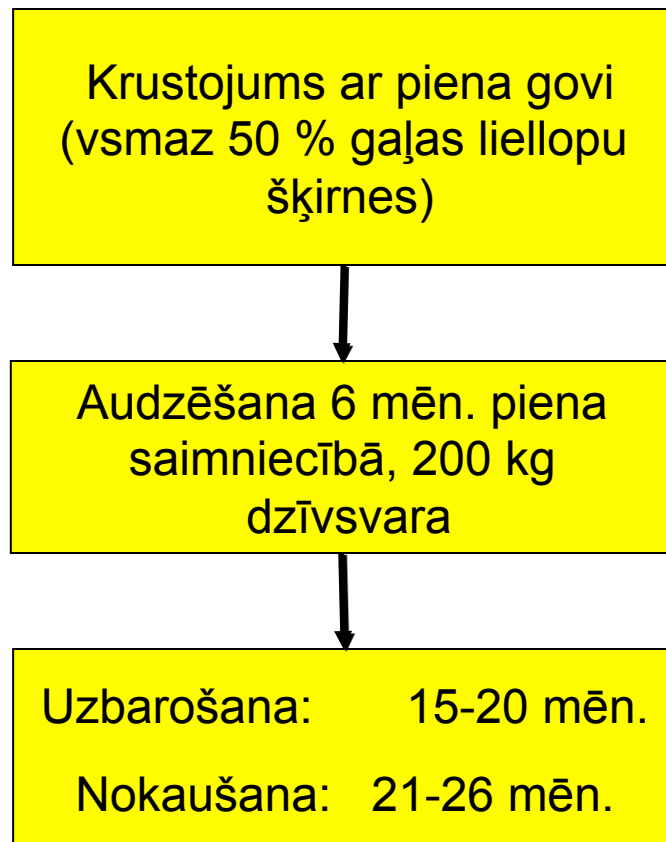 Krustojums ar piena govi
(vsmaz 50 % gaļas liellopu
šķirnes)
Audzēšana 6 mēn. piena
saimniecībā, 200 kg
dzīvsvara
Uzbarošana: 15-20 mēn.
Nokaušana: 21-26 mēn.